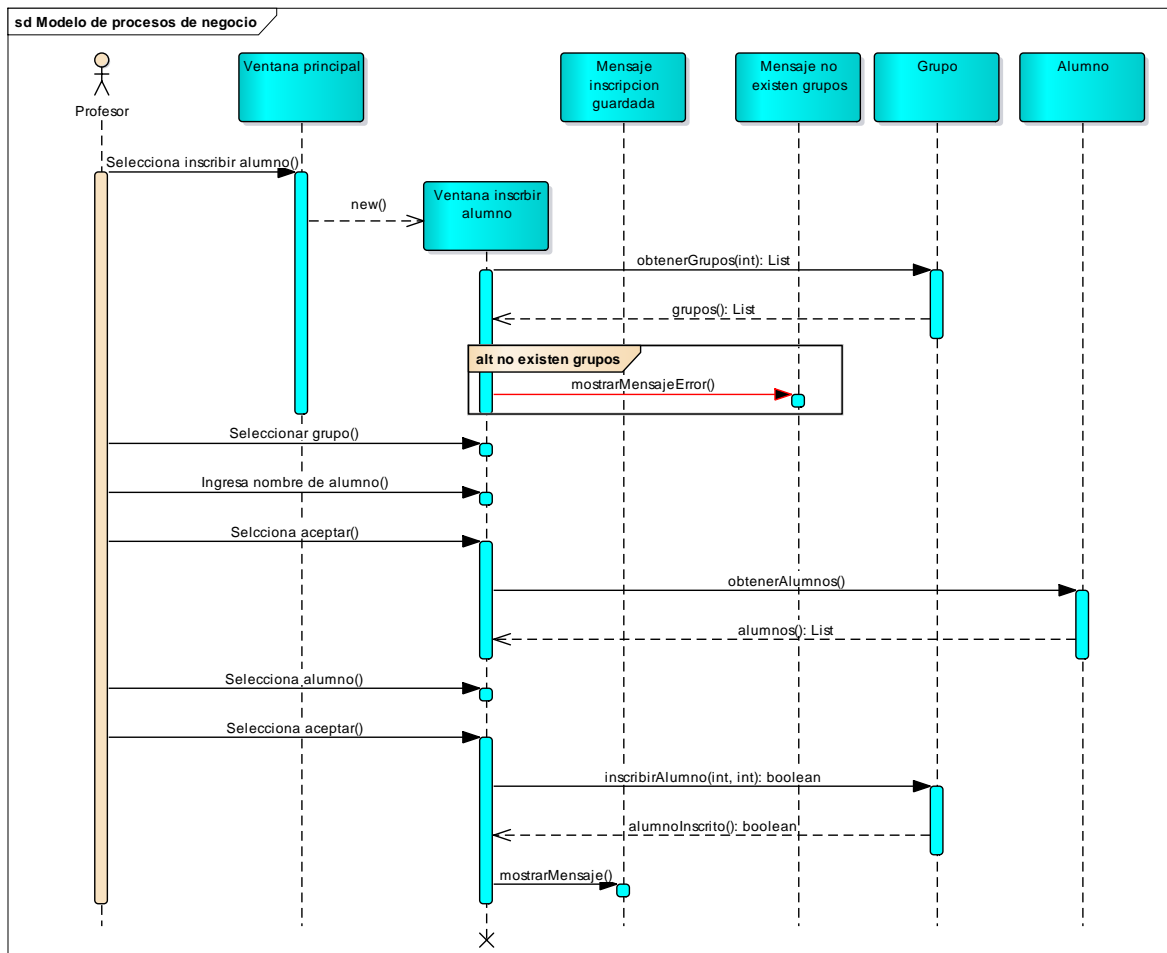 sd Modelo de procesos de negocio
Profesor
Ventana principal
Mensaje
inscripcion
guardada
Mensaje no
existen grupos
Grupo
Alumno
Selecciona inscribir alumno()
new()
Ventana inscrbir
alumno
obtenerGrupos(int): List
grupos(): List
alt no existen grupos
mostrarMensajeError()
Seleccionar grupo()
Ingresa nombre de alumno()
Selcciona aceptar()
obtenerAlumnos()
alumnos(): List
Selecciona alumno()
Selecciona aceptar()
inscribirAlumno(int, int): boolean
alumnoInscrito(): boolean
mostrarMensaje()